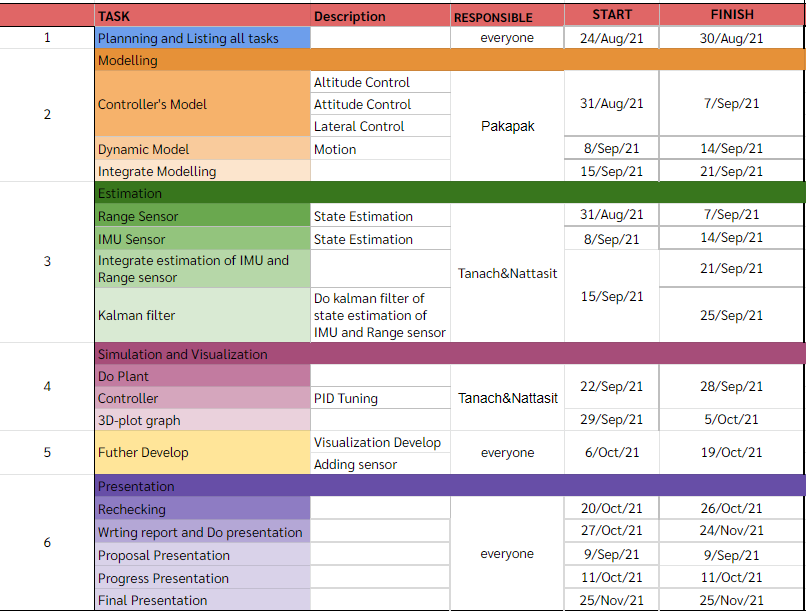 TASK Description RESPONSIBLE START FINISH
1 Plannning and Listing all tasks everyone 24/Aug/21 30/Aug/21
Modelling
2
Controller's Model
Altitude Control
Attitude Control
Lateral Control
Pakapak
31/Aug/21 7/Sep/21
Dynamic Model Motion 8/Sep/21 14/Sep/21
Integrate Modelling 15/Sep/21 21/Sep/21
Estimation
3
Range Sensor State Estimation 31/Aug/21 7/Sep/21
IMU Sensor State Estimation 8/Sep/21 14/Sep/21
Integrate estimation of IMU and
Range sensor
Tanach&Nattasit
21/Sep/21
15/Sep/21
Kalman filter
Do kalman filter of
state estimation of
IMU and Range sensor
25/Sep/21
Simulation and Visualization
4
Do Plant
22/Sep/21 28/Sep/21
Controller PID Tuning Tanach&Nattasit
3D-plot graph 29/Sep/21 5/Oct/21
5
Futher Develop
Visualization Develop
Adding sensor
everyone 6/Oct/21 19/Oct/21
Presentation
6
Rechecking 20/Oct/21 26/Oct/21
Wrting report and Do presentation 27/Oct/21 24/Nov/21
Proposal Presentation everyone 9/Sep/21 9/Sep/21
Progress Presentation 11/Oct/21 11/Oct/21
Final Presentation 25/Nov/21 25/Nov/21